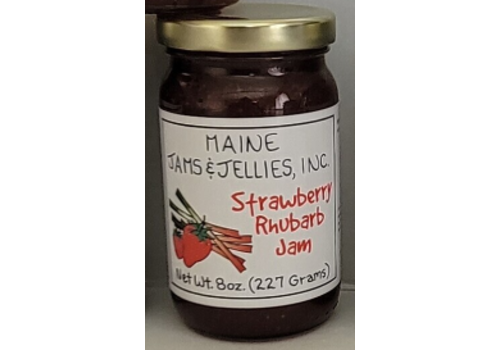 MAINE
JAMS & JELLIES, INC.
Strawberry
Rhubarb
Jam
Net Wt. 8oz. (227 Grams)